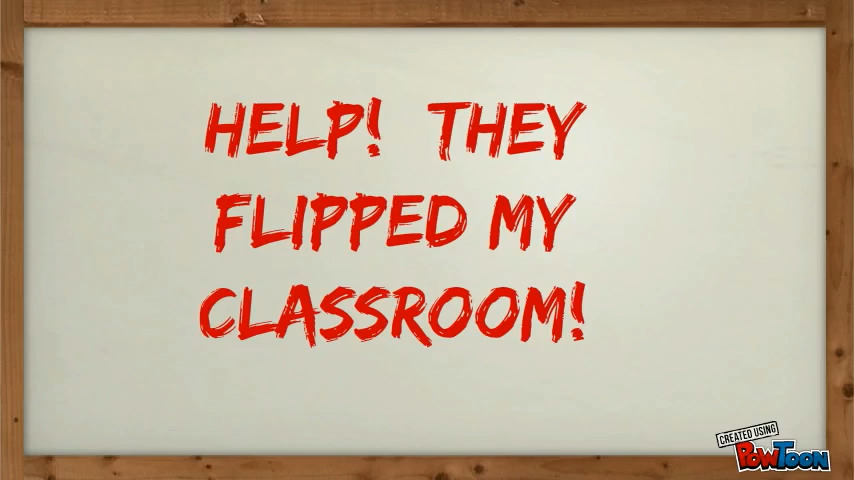 HELP! THEY
FLIPPED MY
CLASSROOM!
CREATED USING
POWTOON